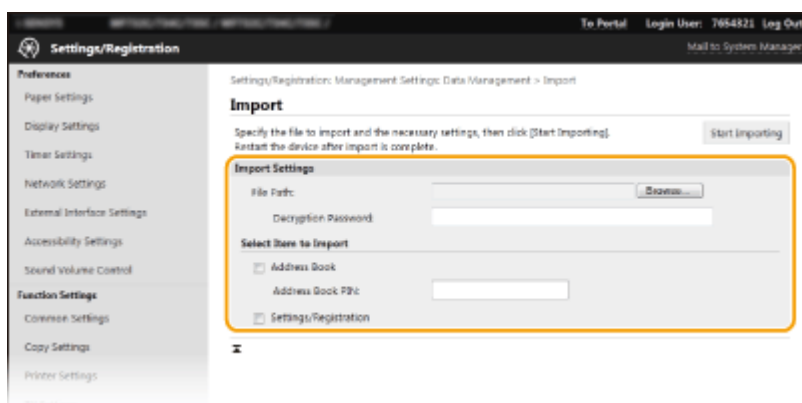 To Portal Login User: 7654321 Log Out
Settings/Registration
Mail to System Manager
Preferences
Paper Settings
Display Settings
Timer Settings
Network Settings
External Interface Settings
Accessibility Settings
Sound Volume Control
Function Settings
Common Settings
Copy Settings
Printer Settings
Settings/Registration: Management Settings: Data Management > Import
Import
Specify the file to import and the necessary settings, then click [Start Importing].
Restart the device after import is complete.
Start Importing
Import Settings
File Path:
Browse...
Decryption Password:
Select Item to Import
Address Book
Address Book PIN:
Settings/Registration